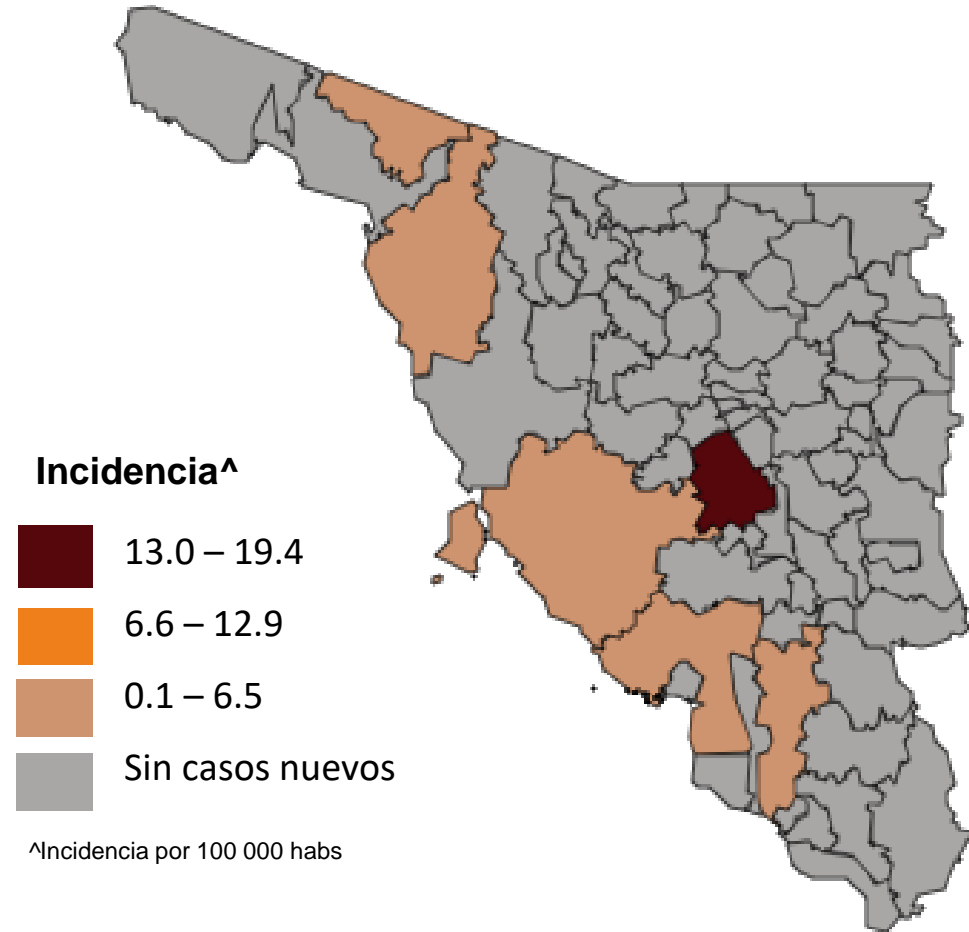 Incidencia^
13.0 – 19.4
6.6 – 12.9
0.1 – 6.5
Sin casos nuevos
^Incidencia por 100 000 habs